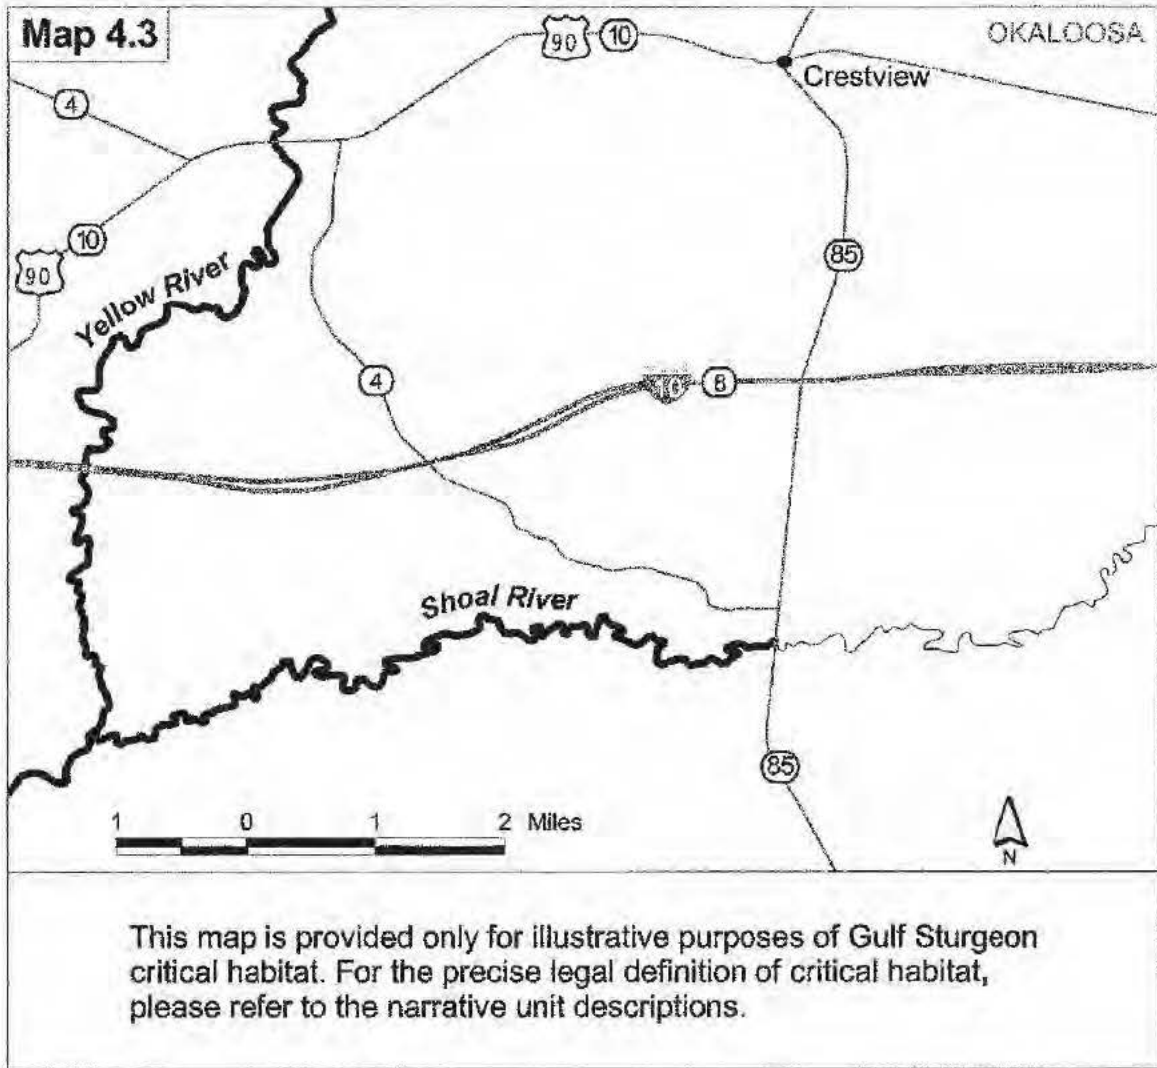 Map 4.3
90
10
OKALOOSA
Crestview
4
10
90
85
Yellow River
4
10
8
Shoal River
85
1 0 1 2 Miles
N
This map is provided only for illustrative purposes of Gulf Sturgeon
critical habitat. For the precise legal definition of critical habitat,
please refer to the narrative unit descriptions.